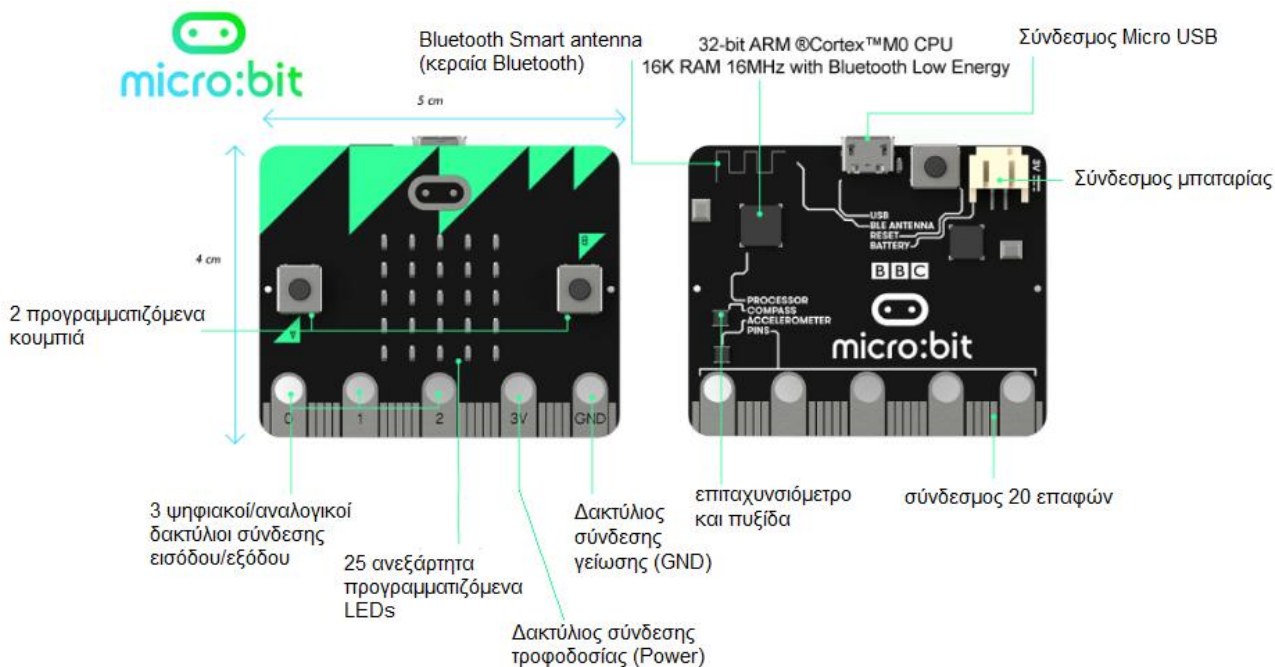 micro:bit
Bluetooth Smart antenna
(κεραία Bluetooth)
32-bit ARM ®Cortex™M0 CPU
16K RAM 16MHz with Bluetooth Low Energy
Σύνδεσμος Micro USB
5 cm
4 cm
Σύνδεσμος μπαταρίας
3V
USB
BLE ANTENNA
RESET
BATTERY
B
BBC
2 προγραμματιζόμενα
κουμπιά
A
PROCESSOR
COMPASS
ACCELEROMETER
PINS
micro:bit
0 1 2 3V GND
3 ψηφιακοί/αναλογικοί
δακτύλιοι σύνδεσης
εισόδου/εξόδου
25 ανεξάρτητα
προγραμματιζόμενα
LEDs
Δακτύλιος
σύνδεσης
γείωσης (GND)
Δακτύλιος σύνδεσης
τροφοδοσίας (Power)
επιταχυνσιόμετρο
και πυξίδα
σύνδεσμος 20 επαφών